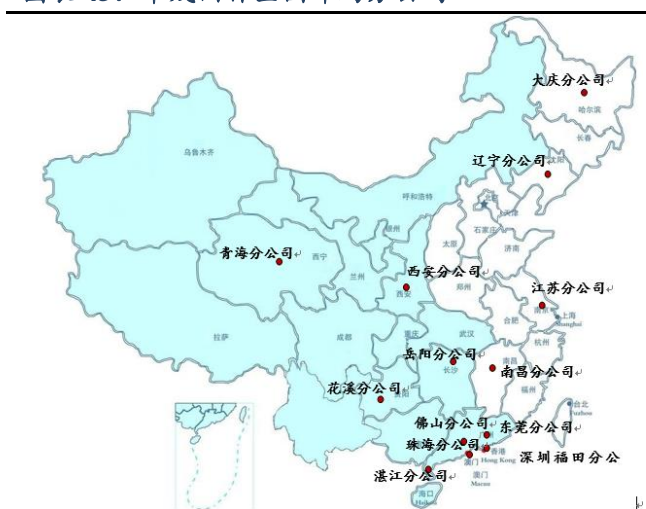 大庆分公司
哈尔滨
长春
辽宁分公司
沈阳
乌鲁木齐
呼和浩特
北京
天津
银川
石家庄
太原
济南
青海分公司
西宁
兰州
西安分公司
西安
郑州
江苏分公司
南京
合肥
上海
Shanghai
拉萨
成都
重庆
武汉
杭州
岳阳分公司
长沙
南昌
南昌分公司
花溪分公司
贵阳
福州
台北
佛山分公司
东莞分公司
珠海分公司
香港
Hong Kong
深圳福田分公
澳门
湛江分公司
澳门
Macau
海口